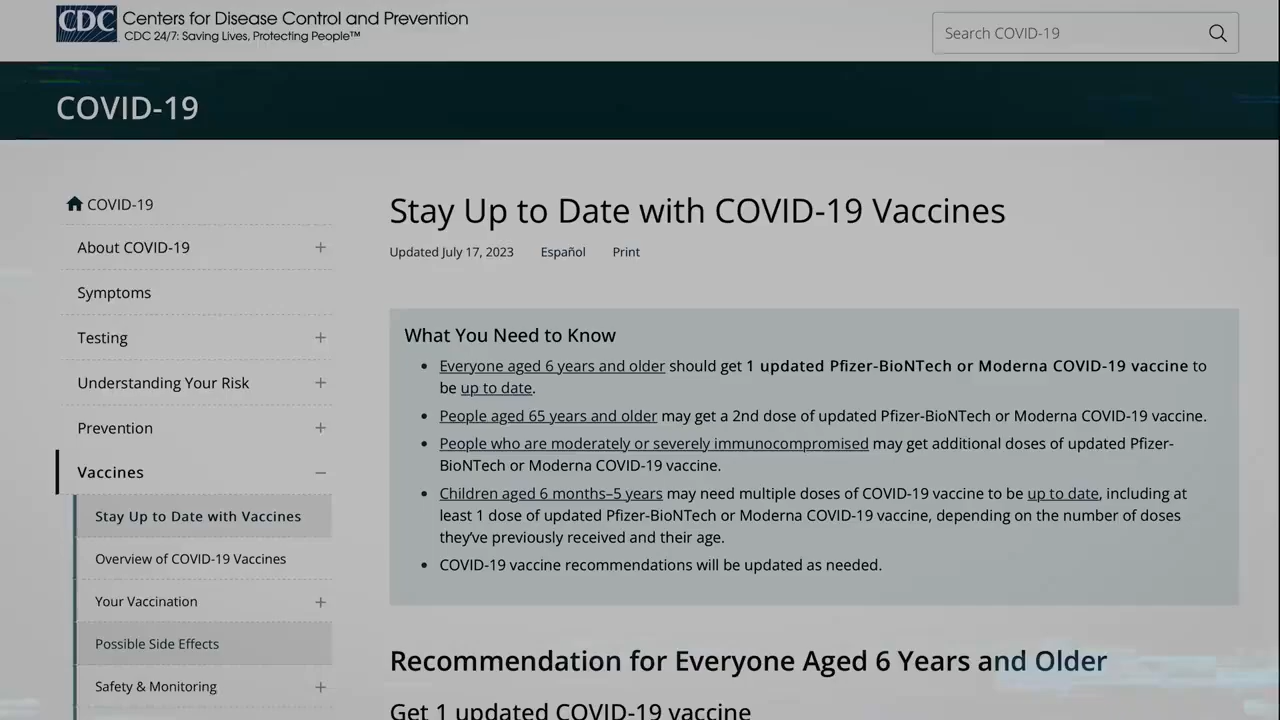 CDC Centers for Disease Control and Prevention
CDC 24/7: Saving Lives, Protecting People™
Search COVID-19
COVID-19
COVID-19
About COVID-19
Symptoms
Testing
Understanding Your Risk
Prevention
Vaccines
Stay Up to Date with Vaccines
Overview of COVID-19 Vaccines
Your Vaccination
Possible Side Effects
Safety & Monitoring
Stay Up to Date with COVID-19 Vaccines
Updated July 17, 2023 Español Print
What You Need to Know
• Everyone aged 6 years and older should get 1 updated Pfizer-BioNTech or Moderna COVID-19 vaccine to
be up to date.
• People aged 65 years and older may get a 2nd dose of updated Pfizer-BioNTech or Moderna COVID-19 vaccine.
• People who are moderately or severely immunocompromised may get additional doses of updated Pfizer-
BioNTech or Moderna COVID-19 vaccine.
• Children aged 6 months–5 years may need multiple doses of COVID-19 vaccine to be up to date, including at
least 1 dose of updated Pfizer-BioNTech or Moderna COVID-19 vaccine, depending on the number of doses
they've previously received and their age.
• COVID-19 vaccine recommendations will be updated as needed.
Recommendation for Everyone Aged 6 Years and Older
Get 1 updated COVID-19 vaccine